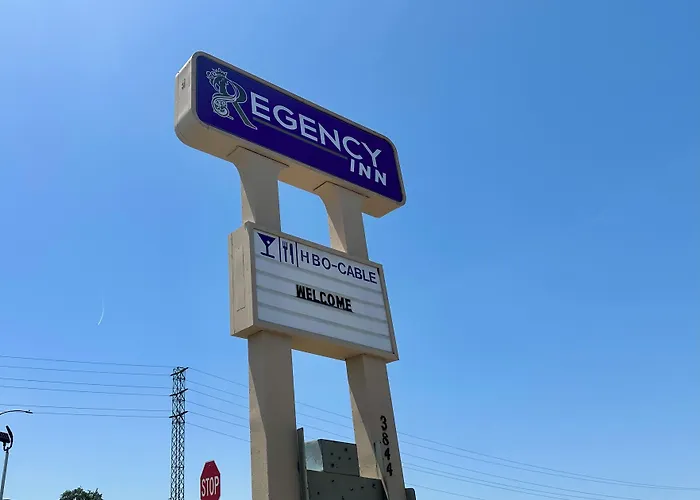 REGENCY
INN
HBO-CABLE
WELCOME
3844
STOP